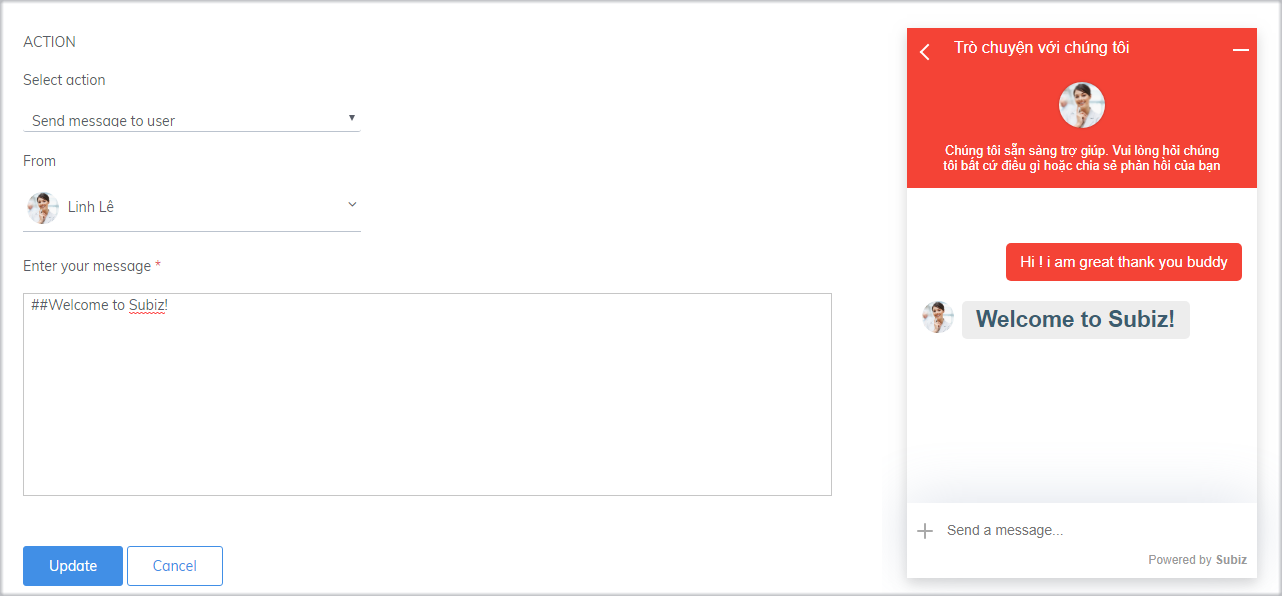 ACTION
Select action
Send message to user
From
Linh Lê
Enter your message *
##Welcome to Subiz!
Update
Cancel
Trò chuyện với chúng tôi
Chúng tôi sẵn sàng trợ giúp. Vui lòng hỏi chúng
tôi bất cứ điều gì hoặc chia sẻ phản hồi của bạn
Hi ! i am great thank you buddy
Welcome to Subiz!
Send a message...
Powered by Subiz